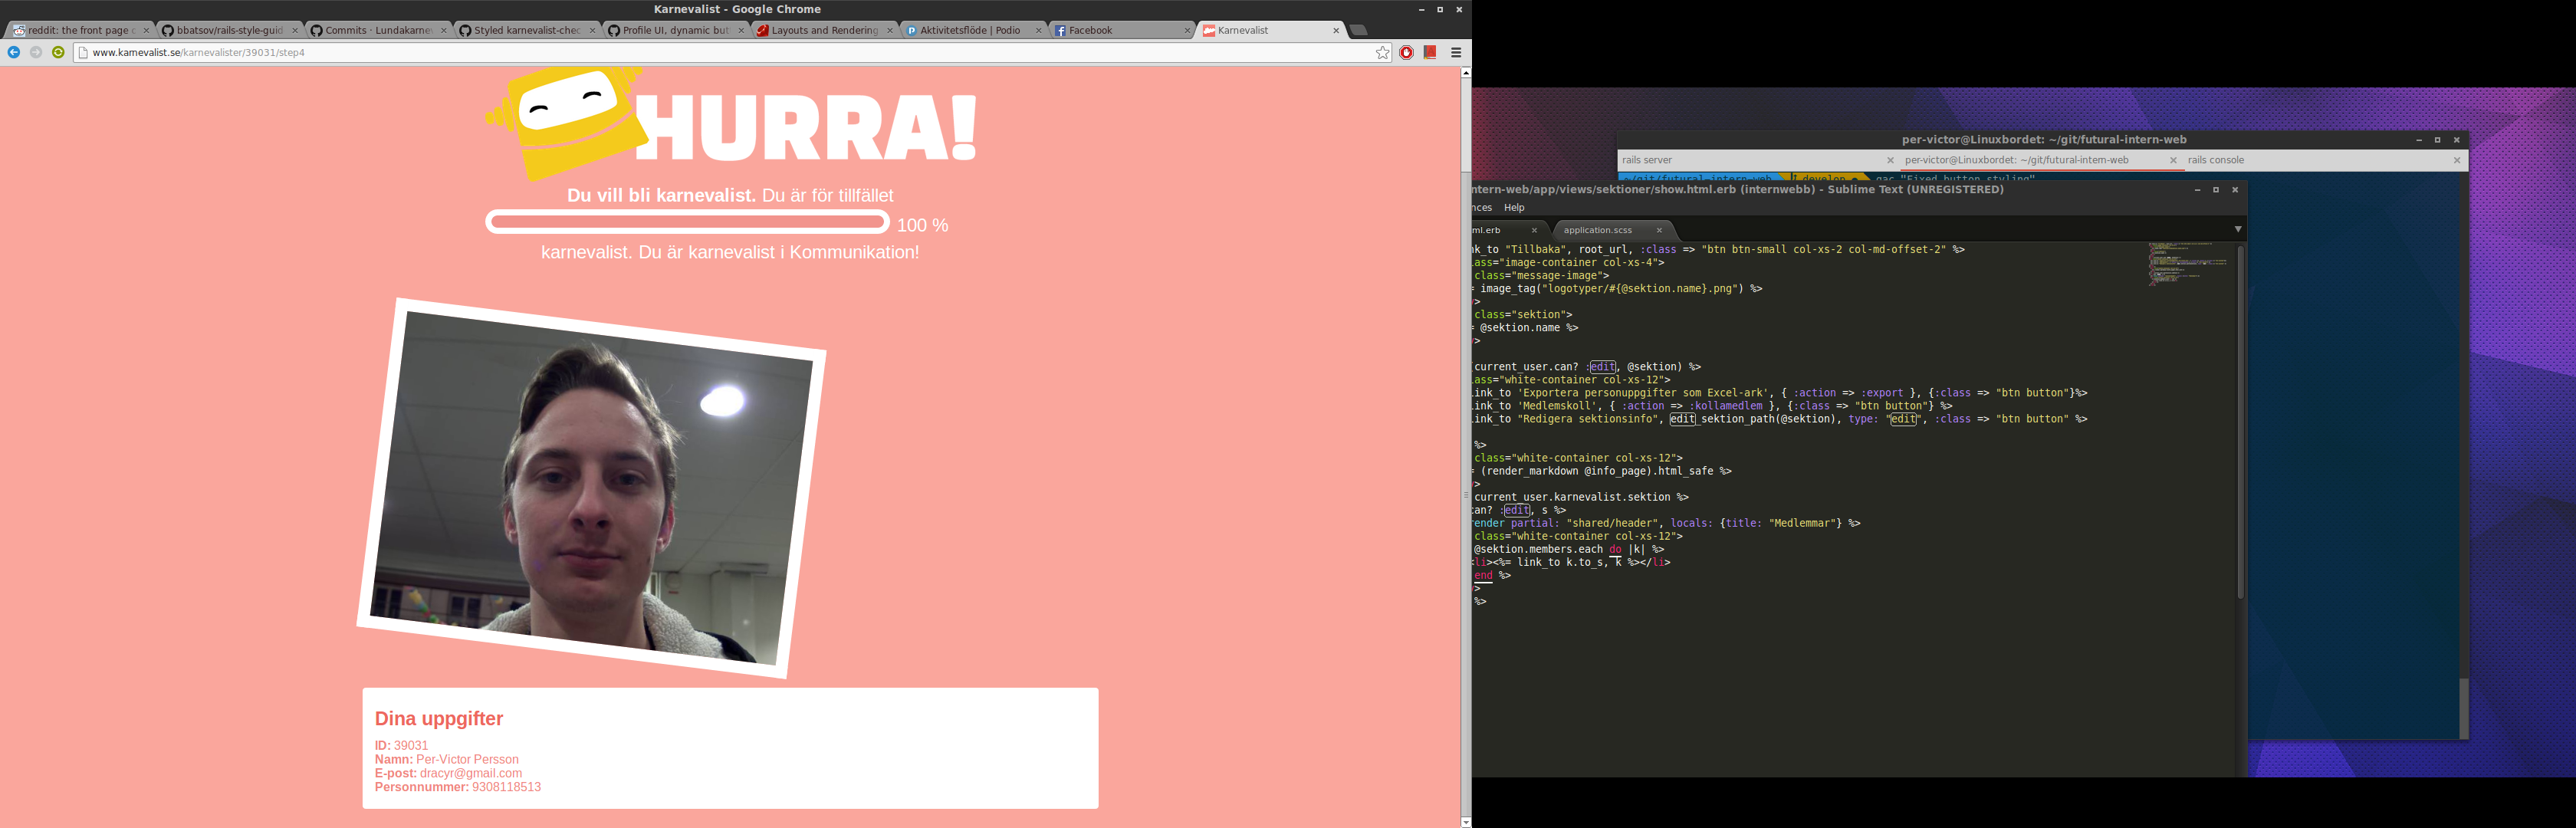 Karnevalist - Google Chrome
reddit: the front page o
bbatsov/rails-style-guid
Commits · Lundakarnev
Styled karnevalist-chec
Profile UI, dynamic but
Layouts and Rendering
Aktivitetsflöde | Podio
Facebook
Karnevalist
www.karnevalist.se/karnevalister/39031/step4
HURRA!
Du vill bli karnevalist. Du är för tillfället
100 %
karnevalist. Du är karnevalist i Kommunikation!
Dina uppgifter
ID: 39031
Namn: Per-Victor Persson
E-post: dracyr@gmail.com
Personnummer: 9308118513
per-victor@Linuxbordet: ~/git/futural-intern-web
rails server
per-victor@Linuxbordet: ~/git/futural-intern-web
rails console
~/git/futural-intern-web develop gac "Fixed button styling"
ntern-web/app/views/sektioner/show.html.erb (internwebb) - Sublime Text (UNREGISTERED)
nces Help
ml.erb
application.scss
nk_to "Tillbaka", root_url, :class => "btn btn-small col-xs-2 col-md-offset-2" %>
ass="image-container col-xs-4">
class="message-image">
= image_tag("logotyper/#{@sektion.name}.png") %>
>
class="sektion">
= @sektion.name %>
>
current_user.can? :edit, @sektion) %>
ass="white-container col-xs-12">
link_to 'Exportera personuppgifter som Excel-ark', { :action => :export }, {:class => "btn button"}%>
link_to 'Medlemskoll', { :action => :kollamedlem }, {:class => "btn button"} %>
link_to "Redigera sektionsinfo", edit_sektion_path(@sektion), type: "edit", :class => "btn button" %>
%>
class="white-container col-xs-12">
= (render_markdown @info_page).html_safe %>
>
current_user.karnevalist.sektion %>
can? :edit, s %>
render partial: "shared/header", locals: {title: "Medlemmar"} %>
class="white-container col-xs-12">
@sektion.members.each do |k| %>
<li><%= link_to k.to_s, k %></li>
end %>
>
%>